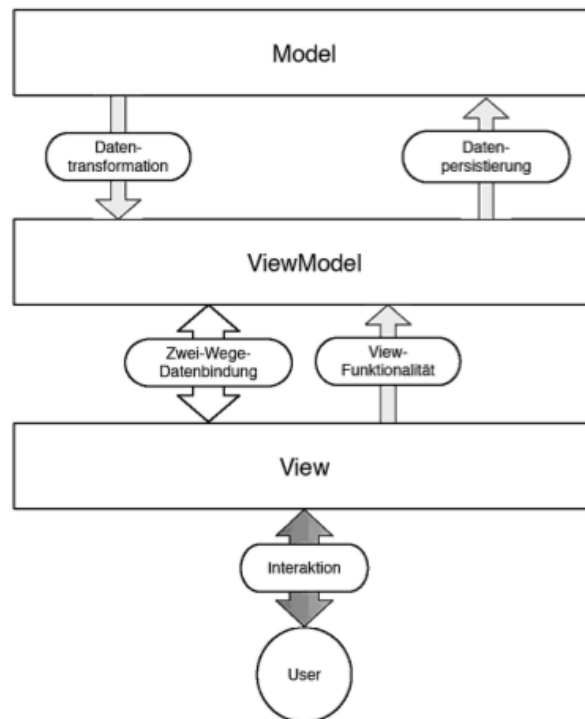 Model
Daten-
transformation
Daten-
persistierung
ViewModel
Zwei-Wege-
Datenbindung
View-
Funktionalität
View
Interaktion
User